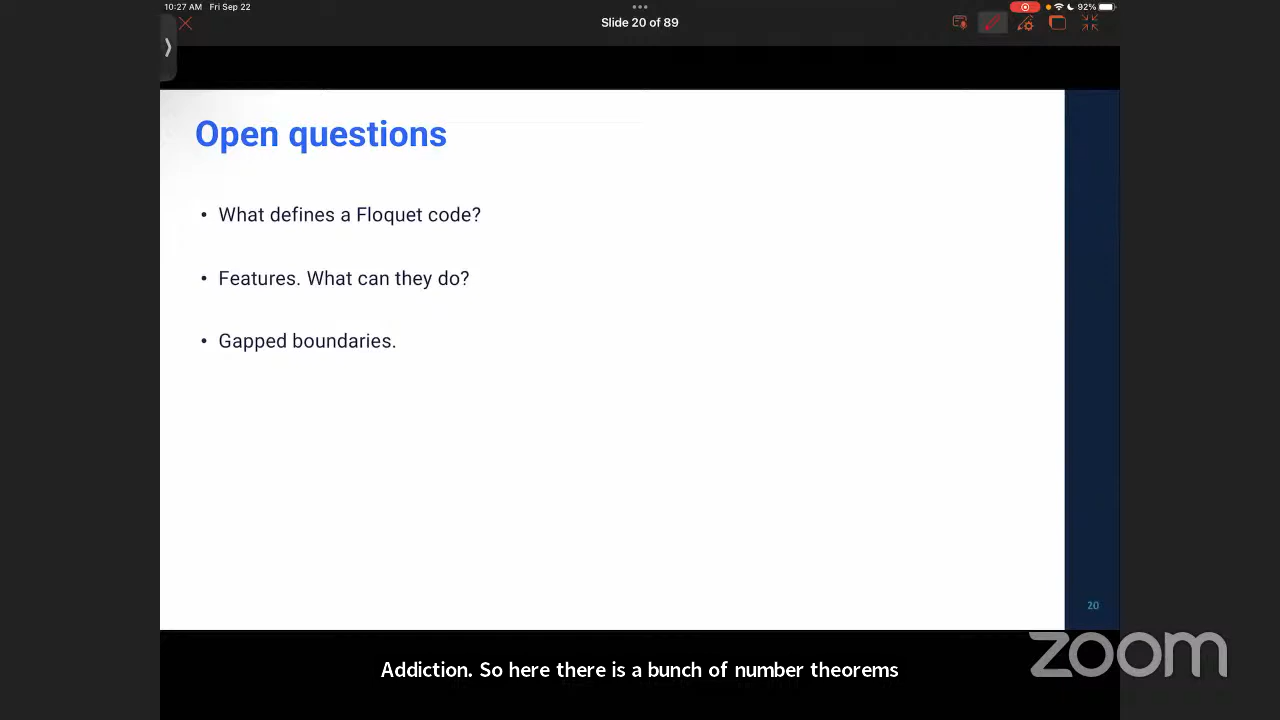 10:27 AM Fri Sep 22
92%
Slide 20 of 89
Open questions
• What defines a Floquet code?
• Features. What can they do?
• Gapped boundaries.
20
zoom
Addiction. So here there is a bunch of number theorems